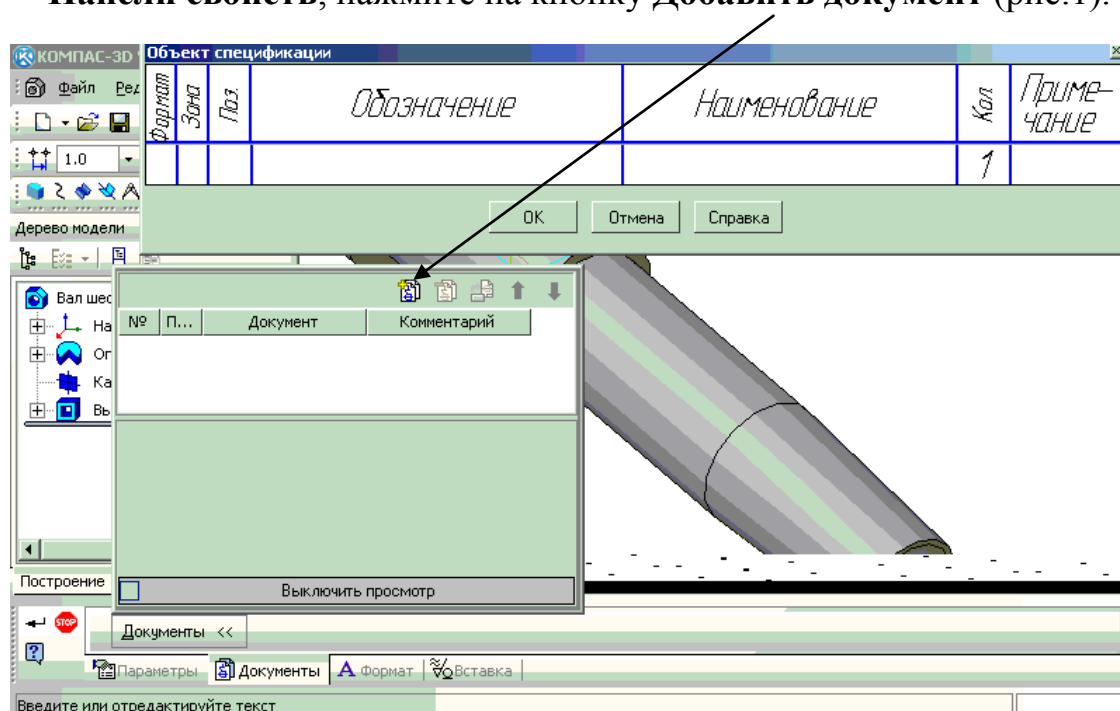 Панели свойств, нажмите на кнопку Добавить документ (рис.1).
КОМПАС-3D
Объект спецификации
Файл
Формат
Зона
Поз.
Обозначение
Наименование
Кол.
Приме-
чание
1.0
1
OK
Отмена
Справка
Дерево модели
Вал шес
На
№
П...
Документ
Комментарий
Ка
Вы
Выключить просмотр
Построение
STOP
Документы <<
Параметры
Документы
Формат
Вставка
Введите или отредактируйте текст